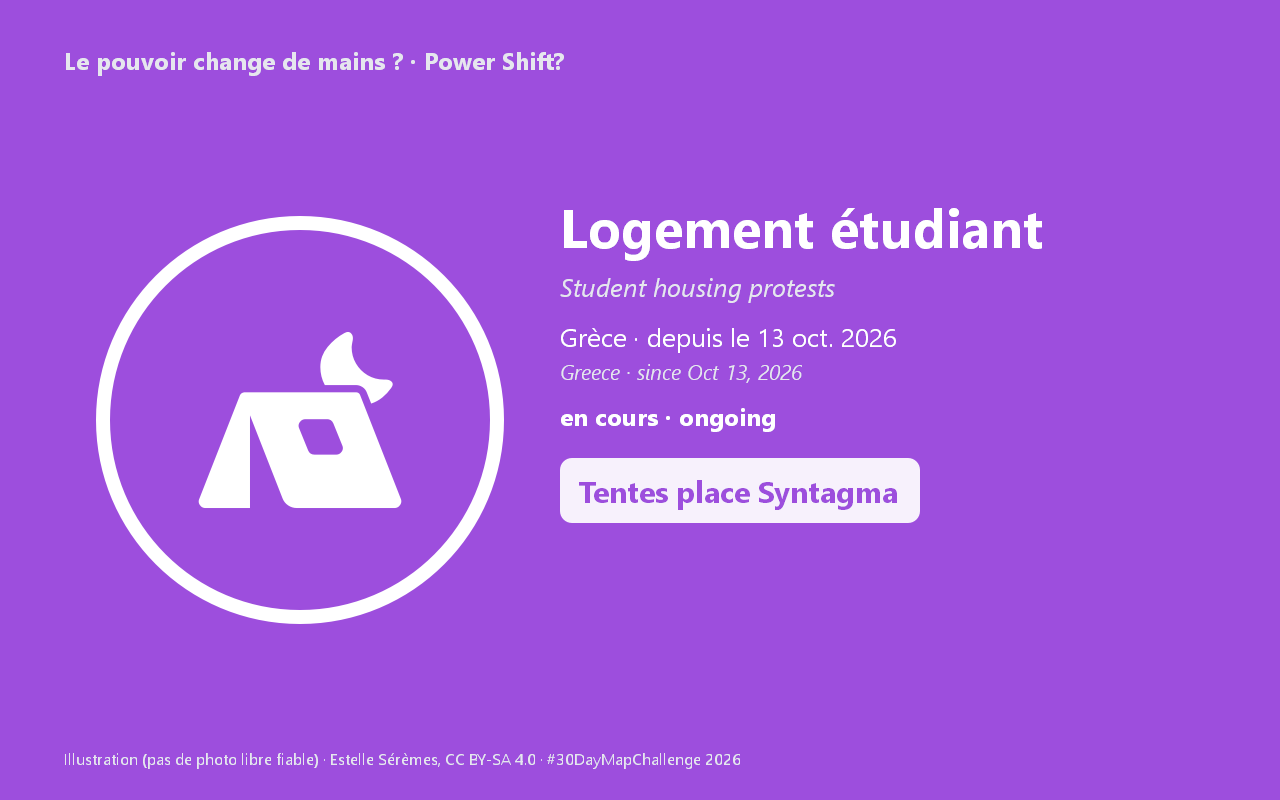 Le pouvoir change de mains ? · Power Shift?
Logement étudiant
Student housing protests
Grèce · depuis le 13 oct. 2026
Greece · since Oct 13, 2026
en cours · ongoing
Tentes place Syntagma
Illustration (pas de photo libre fiable) · Estelle Sérèmes, CC BY-SA 4.0 · #30DayMapChallenge 2026